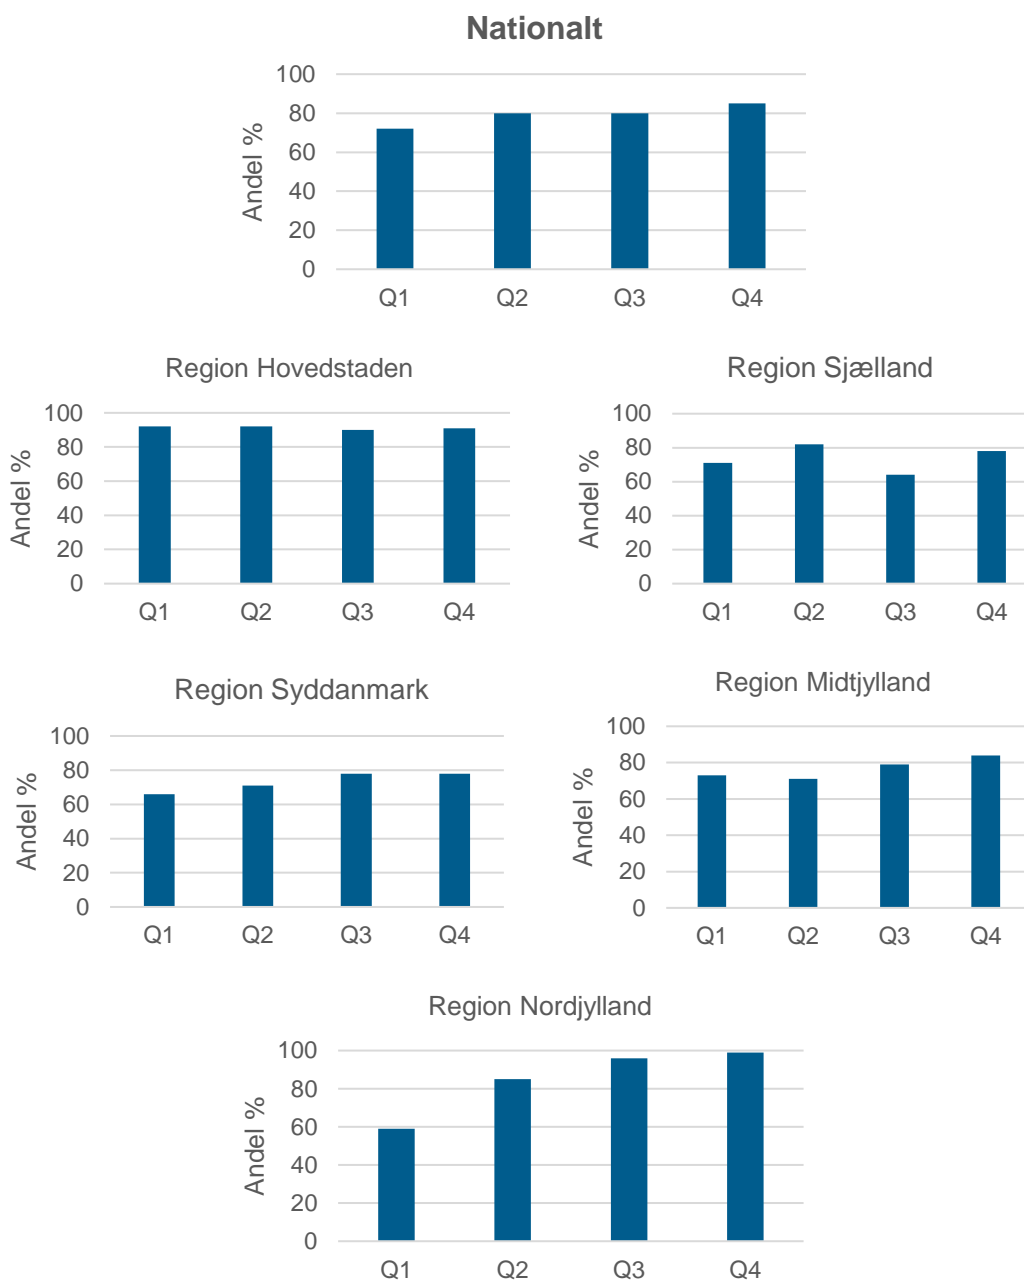 Nationalt
Andel %
100
80
60
40
20
0
Q1 Q2 Q3 Q4
Region Hovedstaden
Andel %
100
80
60
40
20
0
Q1 Q2 Q3 Q4
Region Sjælland
Andel %
100
80
60
40
20
0
Q1 Q2 Q3 Q4
Region Syddanmark
Andel %
100
80
60
40
20
0
Q1 Q2 Q3 Q4
Region Midtjylland
Andel %
100
80
60
40
20
0
Q1 Q2 Q3 Q4
Region Nordjylland
Andel %
100
80
60
40
20
0
Q1 Q2 Q3 Q4